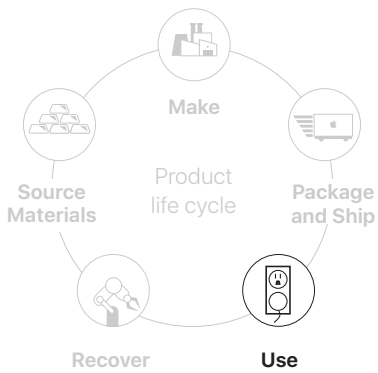 Make
Product
life cycle
Source
Materials
Package
and Ship
Recover
Use